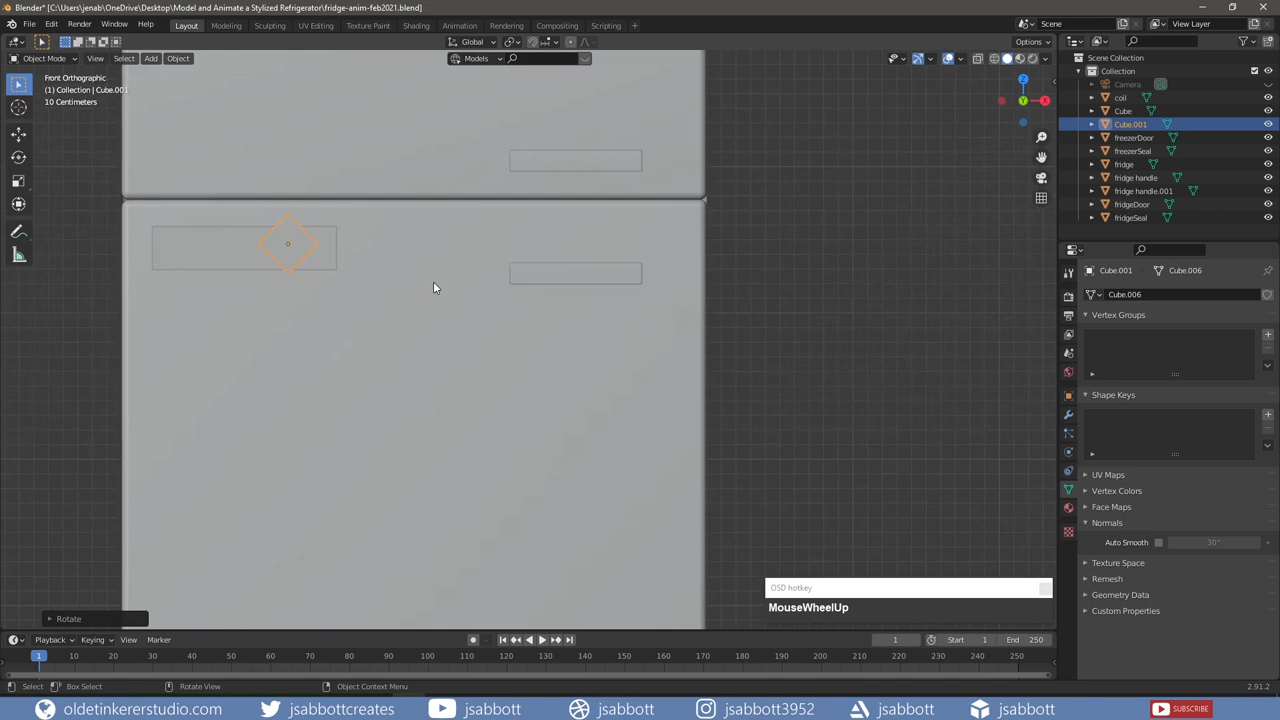 Blender* [C:\Users\jenab\OneDrive\Desktop\Model and Animate a Stylized Refrigerator\fridge-anim-feb2021.blend]
File Edit Render Window Help Layout Modeling Sculpting UV Editing Texture Paint Shading Animation Rendering Compositing Scripting + Scene View Layer
Global Options
Object Mode View Select Add Object Models
Front Orthographic
(1) Collection | Cube.001
10 Centimeters
Z
Y
X
Rotate
OSD hotkey
MouseWheelUp
Scene Collection
Collection
Camera
coil
Cube
Cube.001
freezerDoor
freezerSeal
fridge
fridge handle
fridge handle.001
fridgeDoor
fridgeSeal
Cube.001 Cube.006
Cube.006
Vertex Groups
Shape Keys
UV Maps
Vertex Colors
Face Maps
Normals
Auto Smooth 30°
Texture Space
Remesh
Geometry Data
Custom Properties
Playback Keying View Marker 1 Start 1 End 250
1 10 20 30 40 50 60 70 80 90 100 110 120 130 140 150 160 170 180 190 200 210 220 230 240 250
Select Box Select Rotate View Object Context Menu 2.91.2
oldetinkererstudio.com jsabbottcreates jsabbott jsabbott jsabbott3952 jsabbott jsabbott SUBSCRIBE